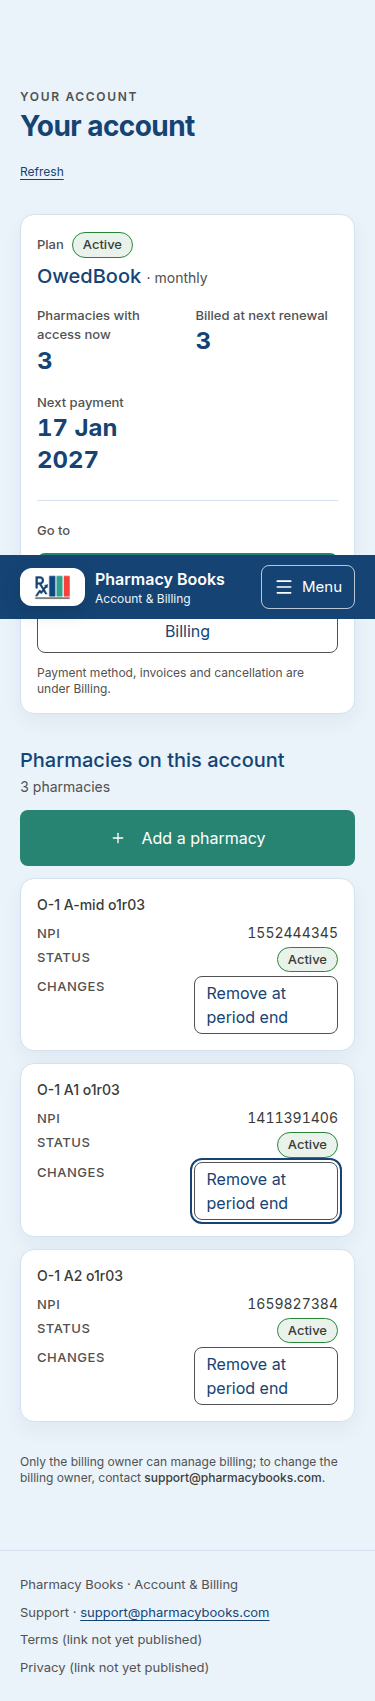 YOUR ACCOUNT
Your account
Refresh
Plan Active
OwedBook · monthly
Pharmacies with
access now
3
Billed at next renewal
3
Next payment
17 Jan
2027
Go to
Rx
Pharmacy Books
Account & Billing
Menu
Billing
Payment method, invoices and cancellation are
under Billing.
Pharmacies on this account
3 pharmacies
+ Add a pharmacy
O-1 A-mid o1r03
NPI 1552444345
STATUS Active
CHANGES Remove at
period end
O-1 A1 o1r03
NPI 1411391406
STATUS Active
CHANGES Remove at
period end
O-1 A2 o1r03
NPI 1659827384
STATUS Active
CHANGES Remove at
period end
Only the billing owner can manage billing; to change the
billing owner, contact support@pharmacybooks.com.
Pharmacy Books · Account & Billing
Support · support@pharmacybooks.com
Terms (link not yet published)
Privacy (link not yet published)